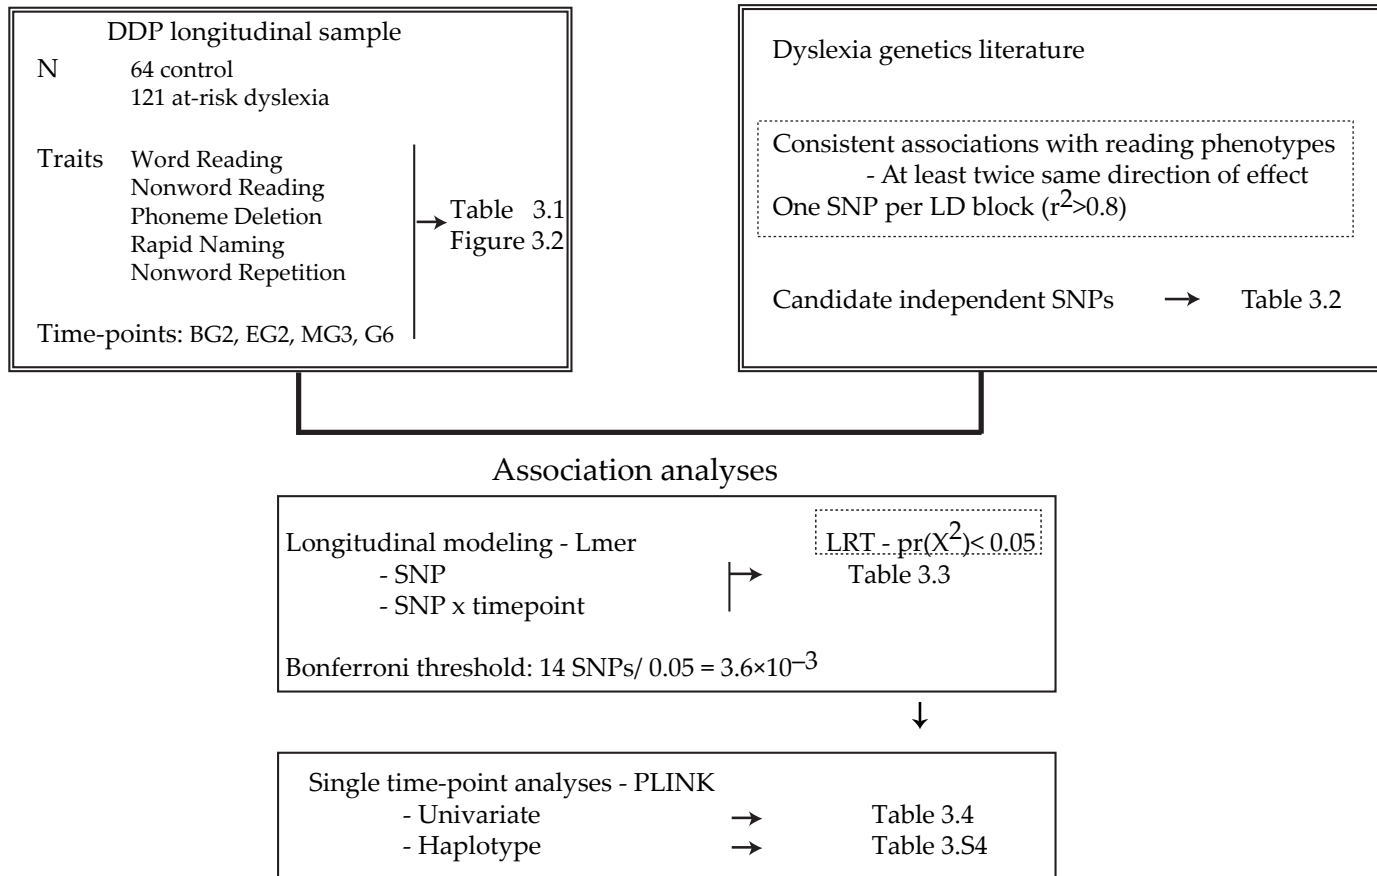 DDP longitudinal sample
N 64 control
121 at-risk dyslexia
Traits Word Reading
Nonword Reading
Phoneme Deletion
Rapid Naming
Nonword Repetition
→ Table 3.1
Figure 3.2
Time-points: BG2, EG2, MG3, G6
Dyslexia genetics literature
Consistent associations with reading phenotypes
- At least twice same direction of effect
One SNP per LD block (r²>0.8)
Candidate independent SNPs → Table 3.2
Association analyses
Longitudinal modeling - Lmer
- SNP
- SNP x timepoint
LRT - pr(X²)< 0.05
→ Table 3.3
Bonferroni threshold: 14 SNPs/ 0.05 = 3.6×10⁻³
↓
Single time-point analyses - PLINK
- Univariate → Table 3.4
- Haplotype → Table 3.S4